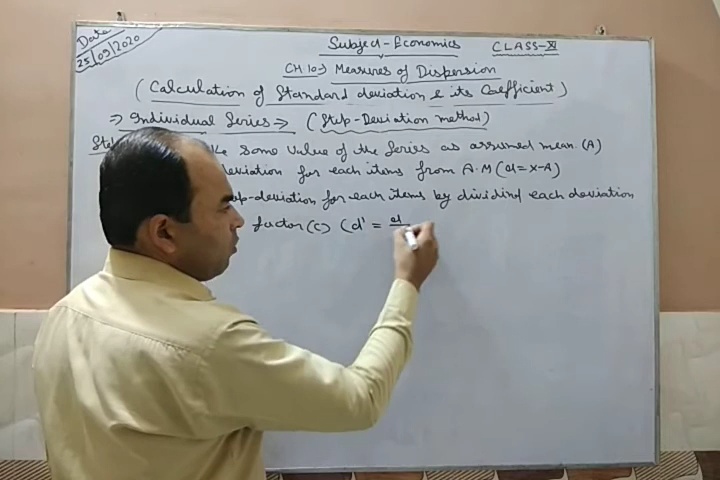 Date
25/09/2020
Subject - Economics CLASS-XI
CH 10 → Measures of Dispersion
(Calculation of Standard deviation & its Coefficient)
⇒ Individual Series → (Step-Deviation method)
some value of the Series as assumed mean (A)
deviation for each items from A.M (d=x-A)
step-deviation for each items by dividing each deviation
factor (c) (d' = d